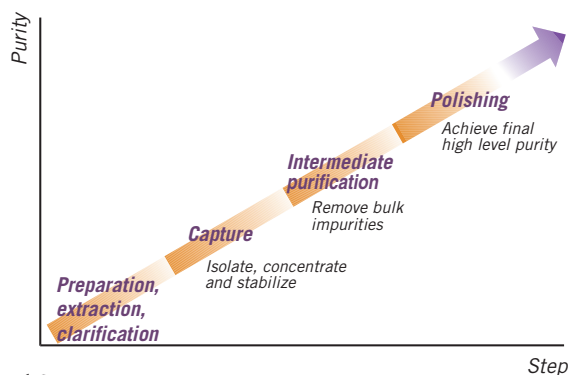 Purity
Polishing
Achieve final
high level purity
Intermediate
purification
Remove bulk
impurities
Capture
Isolate, concentrate
and stabilize
Preparation,
extraction,
clarification
Step